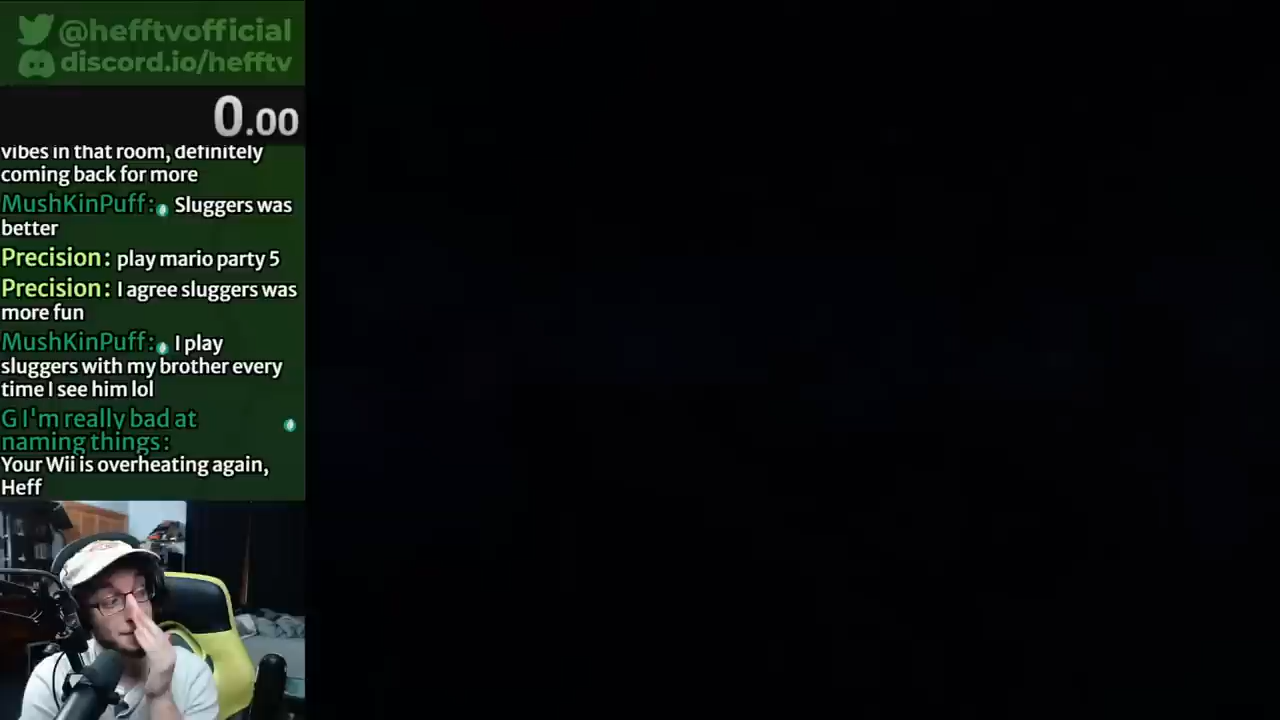 @hefftvofficial
discord.io/hefftv
0.00
vibes in that room, definitely
coming back for more
MushKinPuff: Sluggers was
better
Precision: play mario party 5
Precision: I agree sluggers was
more fun
MushKinPuff: I play
sluggers with my brother every
time I see him lol
G I'm really bad at
naming things:
Your Wii is overheating again,
Heff